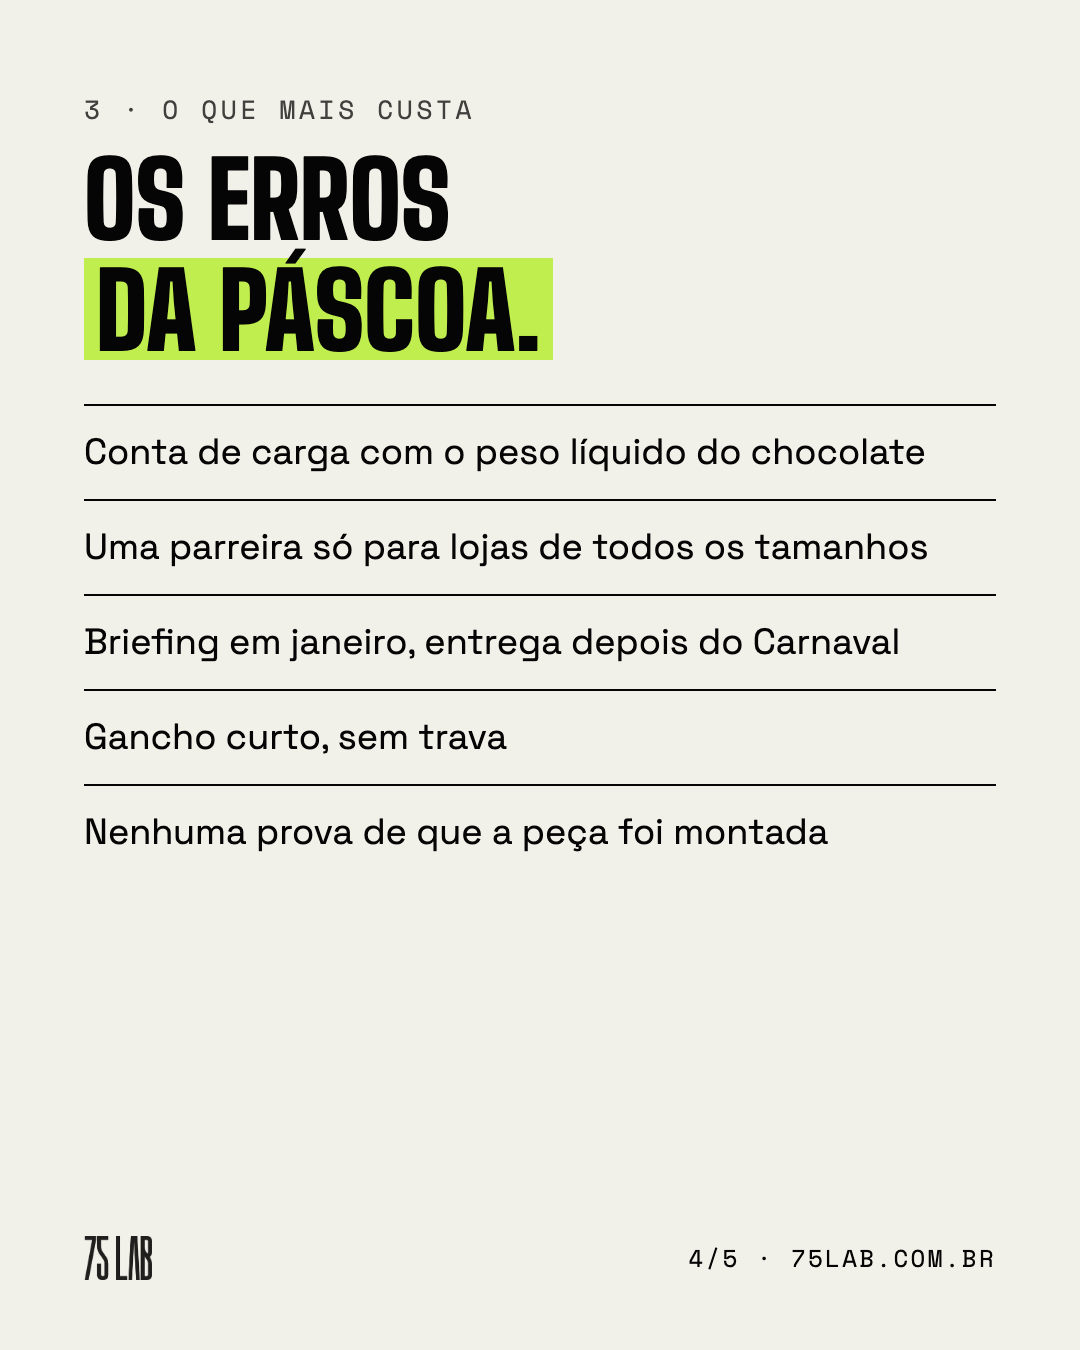 3 · O QUE MAIS CUSTA
OS ERROS
DA PÁSCOA.
Conta de carga com o peso líquido do chocolate
Uma parreira só para lojas de todos os tamanhos
Briefing em janeiro, entrega depois do Carnaval
Gancho curto, sem trava
Nenhuma prova de que a peça foi montada
75 LAB
4/5 · 75LAB.COM.BR